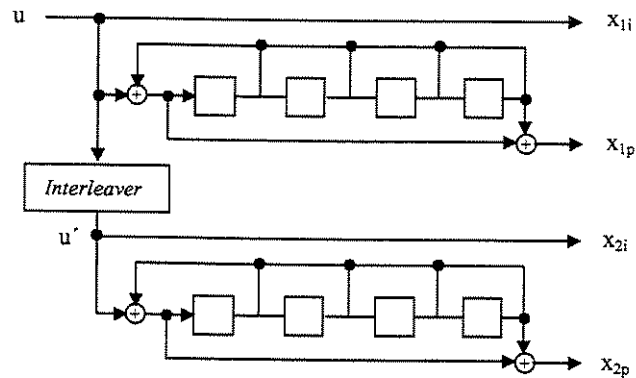 u
x1i
+
+
x1p
Interleaver
u´
x2i
+
+
x2p